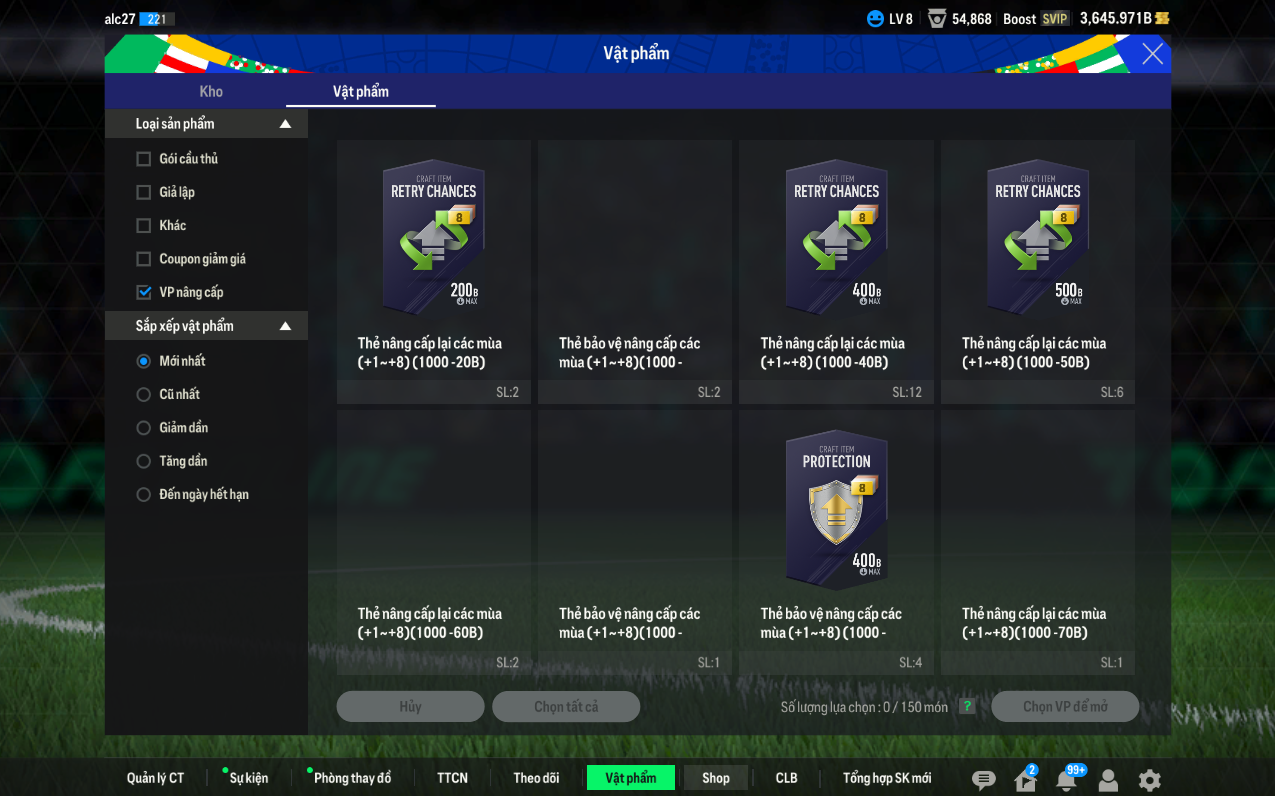 alc27 221
LV 8
54,868
Boost SVIP
3,645.971B
Vật phẩm
Kho
Vật phẩm
Loại sản phẩm
Gói cầu thủ
Giả lập
Khác
Coupon giảm giá
VP nâng cấp
Sắp xếp vật phẩm
Mới nhất
Cũ nhất
Giảm dần
Tăng dần
Đến ngày hết hạn
CRAFT ITEM
RETRY CHANCES
8
200B
MAX
Thẻ nâng cấp lại các mùa
(+1~+8) (1000 -20B)
SL:2
Thẻ bảo vệ nâng cấp các
mùa (+1~+8)(1000 -
SL:2
CRAFT ITEM
RETRY CHANCES
8
400B
MAX
Thẻ nâng cấp lại các mùa
(+1~+8) (1000 -40B)
SL:12
CRAFT ITEM
RETRY CHANCES
8
500B
MAX
Thẻ nâng cấp lại các mùa
(+1~+8) (1000 -50B)
SL:6
Thẻ nâng cấp lại các mùa
(+1~+8)(1000 -60B)
SL:2
Thẻ bảo vệ nâng cấp các
mùa (+1~+8)(1000 -
SL:1
CRAFT ITEM
PROTECTION
8
400B
MAX
Thẻ bảo vệ nâng cấp các
mùa (+1~+8) (1000 -
SL:4
Thẻ nâng cấp lại các mùa
(+1~+8)(1000 -70B)
SL:1
Hủy
Chọn tất cả
Số lượng lựa chọn : 0 / 150 món
?
Chọn VP để mở
Quản lý CT
Sự kiện
Phòng thay đồ
TTCN
Theo dõi
Vật phẩm
Shop
CLB
Tổng hợp SK mới
2
99+